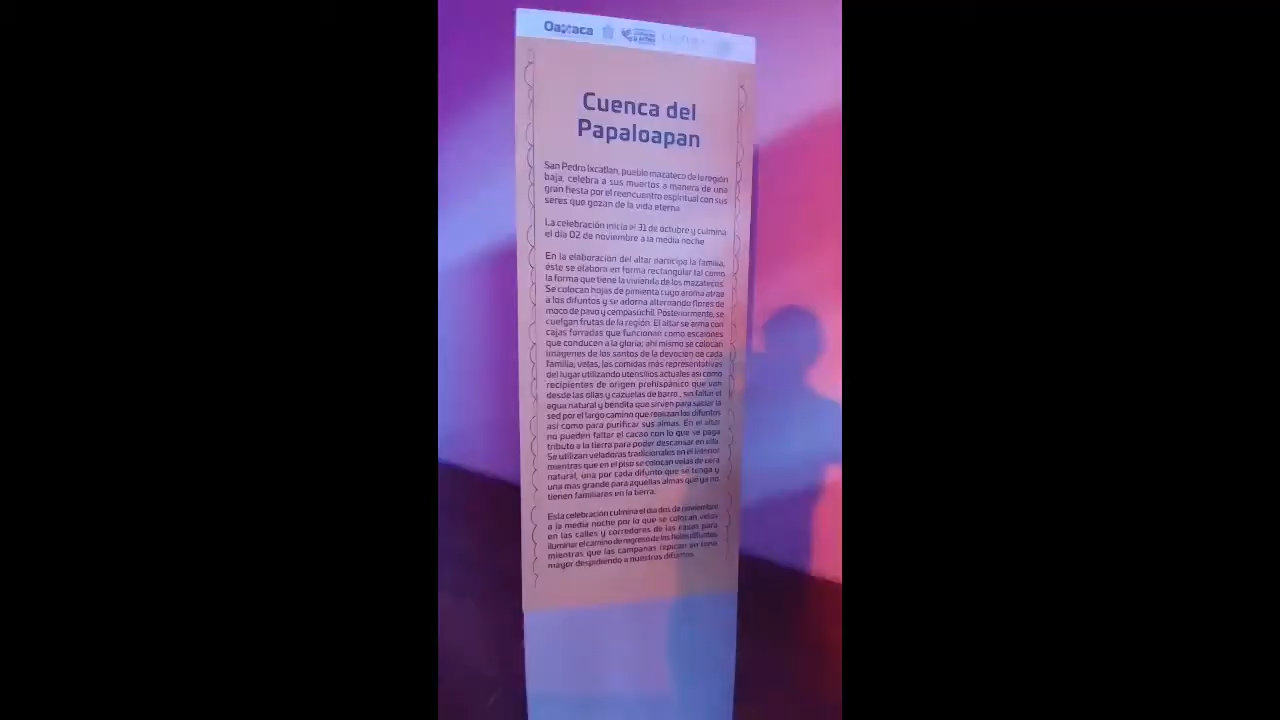 Oaxaca
Cuenca del
Papaloapan
San Pedro Ixcatlan, pueblo mazateco de la región
baja, celebra a sus muertos a manera de una
gran fiesta por el reencuentro espiritual con sus
seres que gozan de la vida eterna
La celebración inicia el 31 de octubre y culmina
el día 02 de noviembre a la media noche
En la elaboración del altar participa la familia,
éste se elabora en forma rectangular tal como
la forma que tiene la vivienda de los mazatecos.
Se colocan hojas de pimienta cuyo aroma atrae
a los difuntos y se adorna alternando flores de
moco de pavo y cempasúchil. Posteriormente, se
cuelgan frutas de la región. El altar se arma con
cajas forradas que funcionan como escalones
que conducen a la gloria; ahí mismo se colocan
imágenes de los santos de la devoción de cada
familia, velas, las comidas más representativas
del lugar utilizando utensilios actuales así como
recipientes de origen prehispánico que van
desde las ollas y cazuelas de barro , sin faltar el
agua natural y bendita que sirven para saciar la
sed por el largo camino que realizan los difuntos
así como para purificar sus almas. En el altar
no pueden faltar el cacao con lo que se paga
tributo a la tierra para poder descansar en ella.
Se utilizan veladoras tradicionales en el interior
mientras que en el piso se colocan velas de cera
natural, una por cada difunto que se tenga y
una más grande para aquellas almas que ya no
tienen familiares en la tierra.
Esta celebración culmina el día dos de noviembre
a la media noche por lo que se colocan velas
en las calles y corredores de las casas para
iluminar el camino de regreso de los fieles difuntos
mientras que las campanas repican en tono
mayor despidiendo a nuestros difuntos.